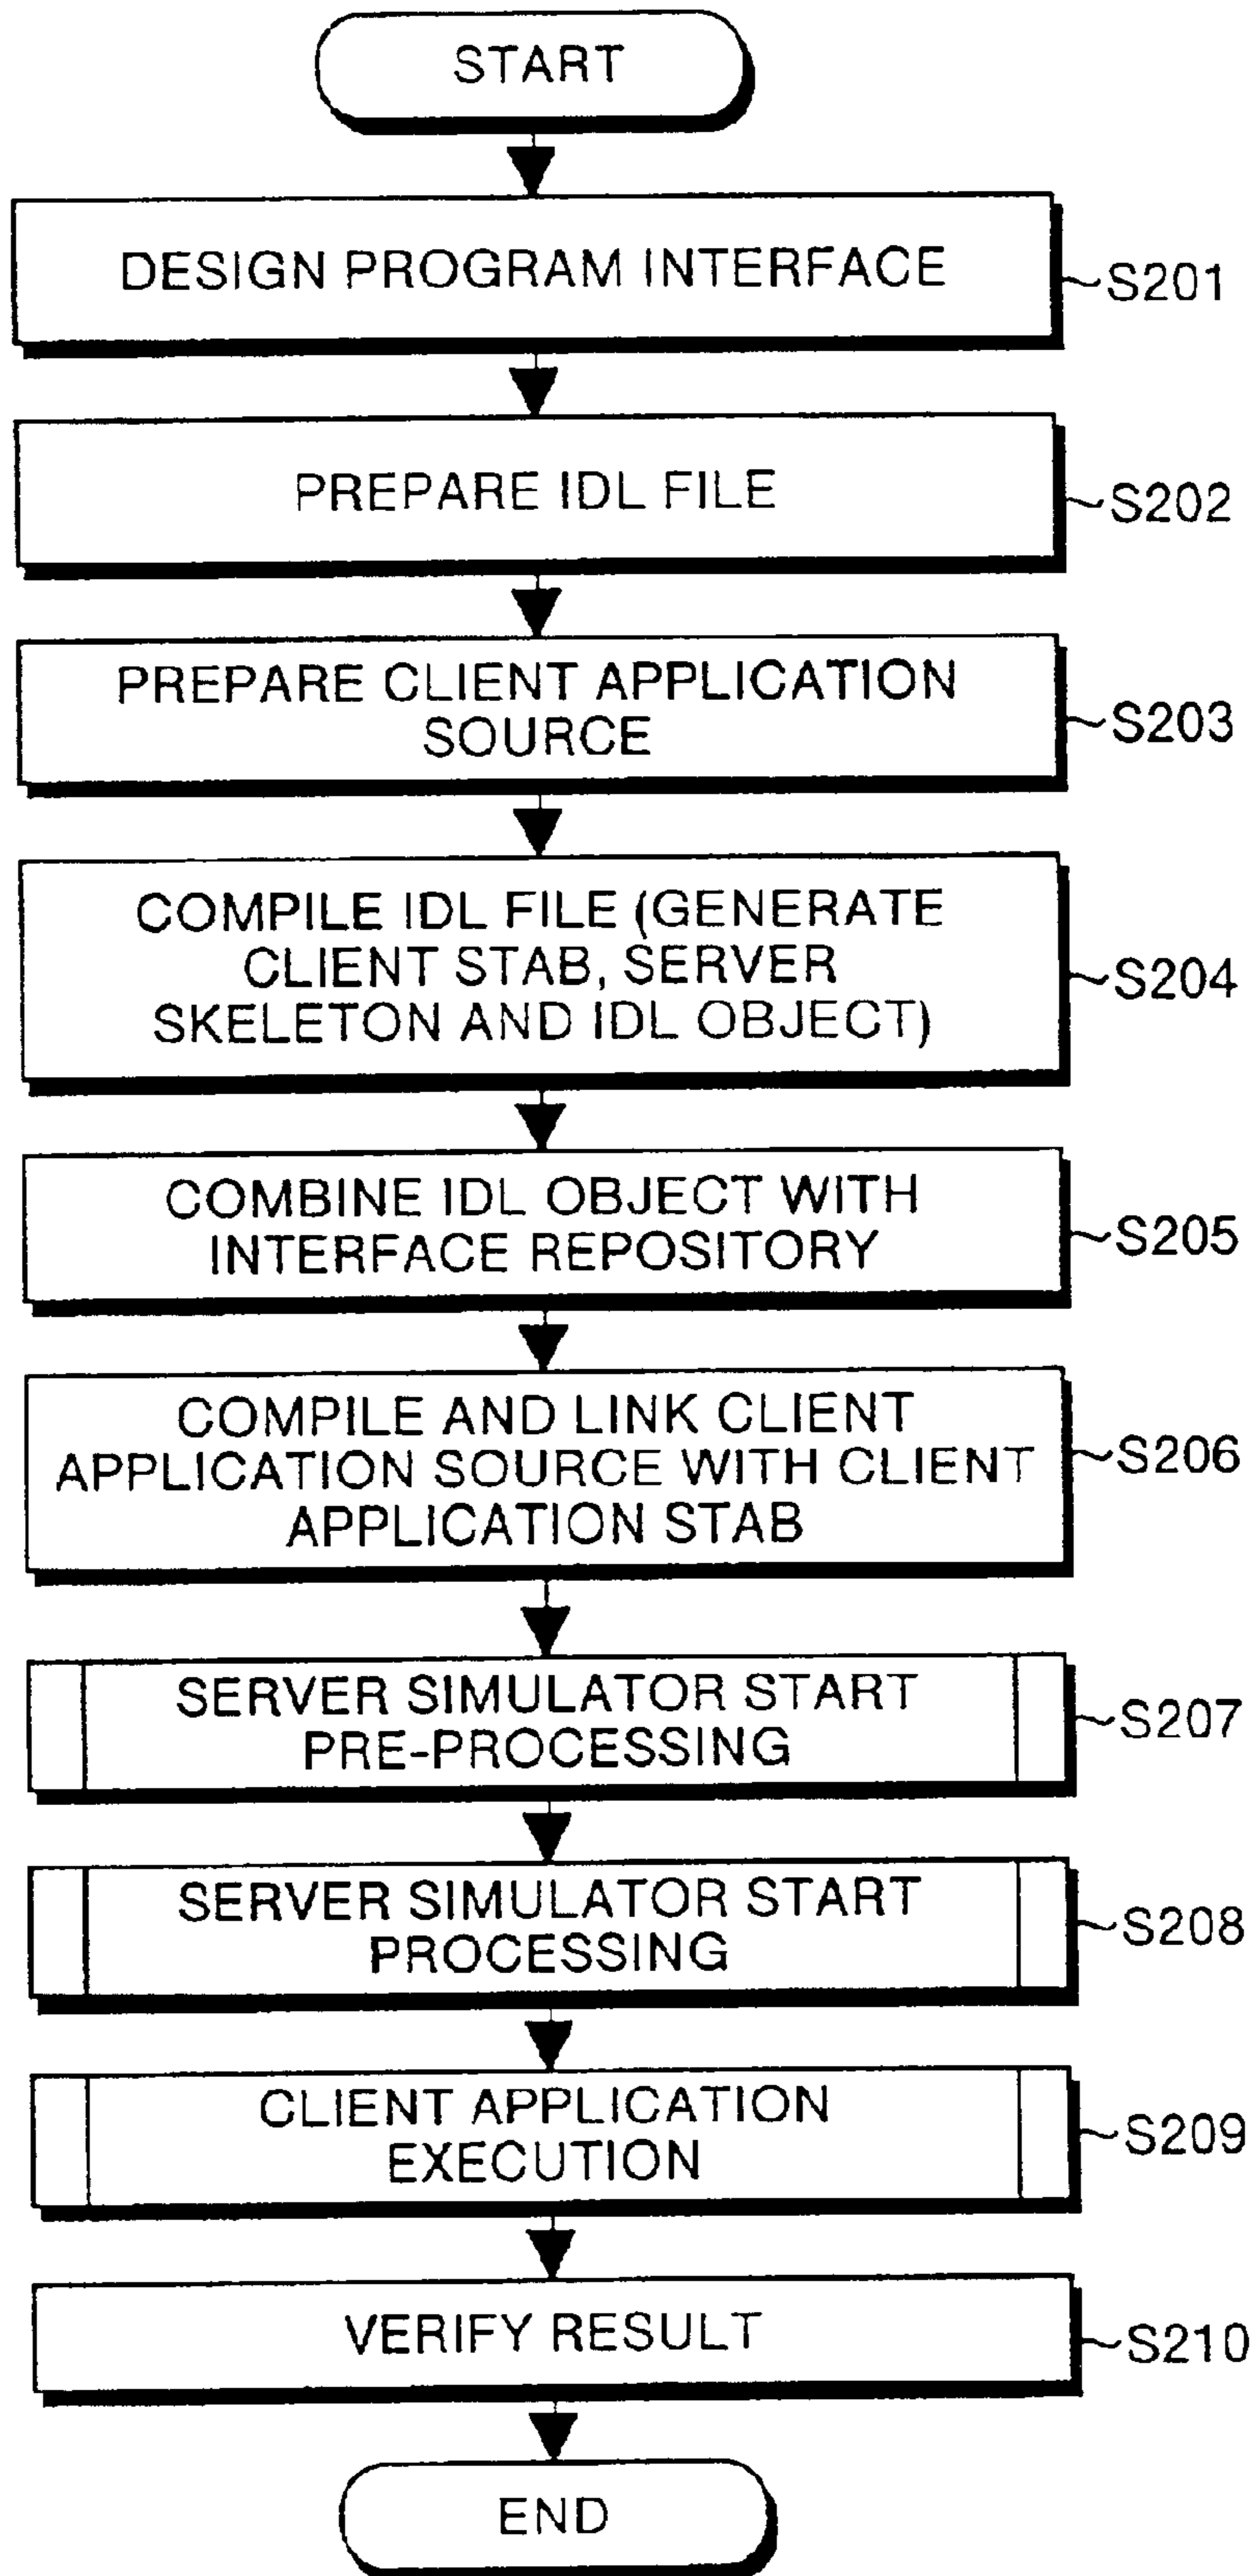 START
DESIGN PROGRAM INTERFACE
S201
PREPARE IDL FILE
S202
PREPARE CLIENT APPLICATION
SOURCE
S203
COMPILE IDL FILE (GENERATE
CLIENT STAB, SERVER
SKELETON AND IDL OBJECT)
S204
COMBINE IDL OBJECT WITH
INTERFACE REPOSITORY
S205
COMPILE AND LINK CLIENT
APPLICATION SOURCE WITH CLIENT
APPLICATION STAB
S206
SERVER SIMULATOR START
PRE-PROCESSING
S207
SERVER SIMULATOR START
PROCESSING
S208
CLIENT APPLICATION
EXECUTION
S209
VERIFY RESULT
S210
END